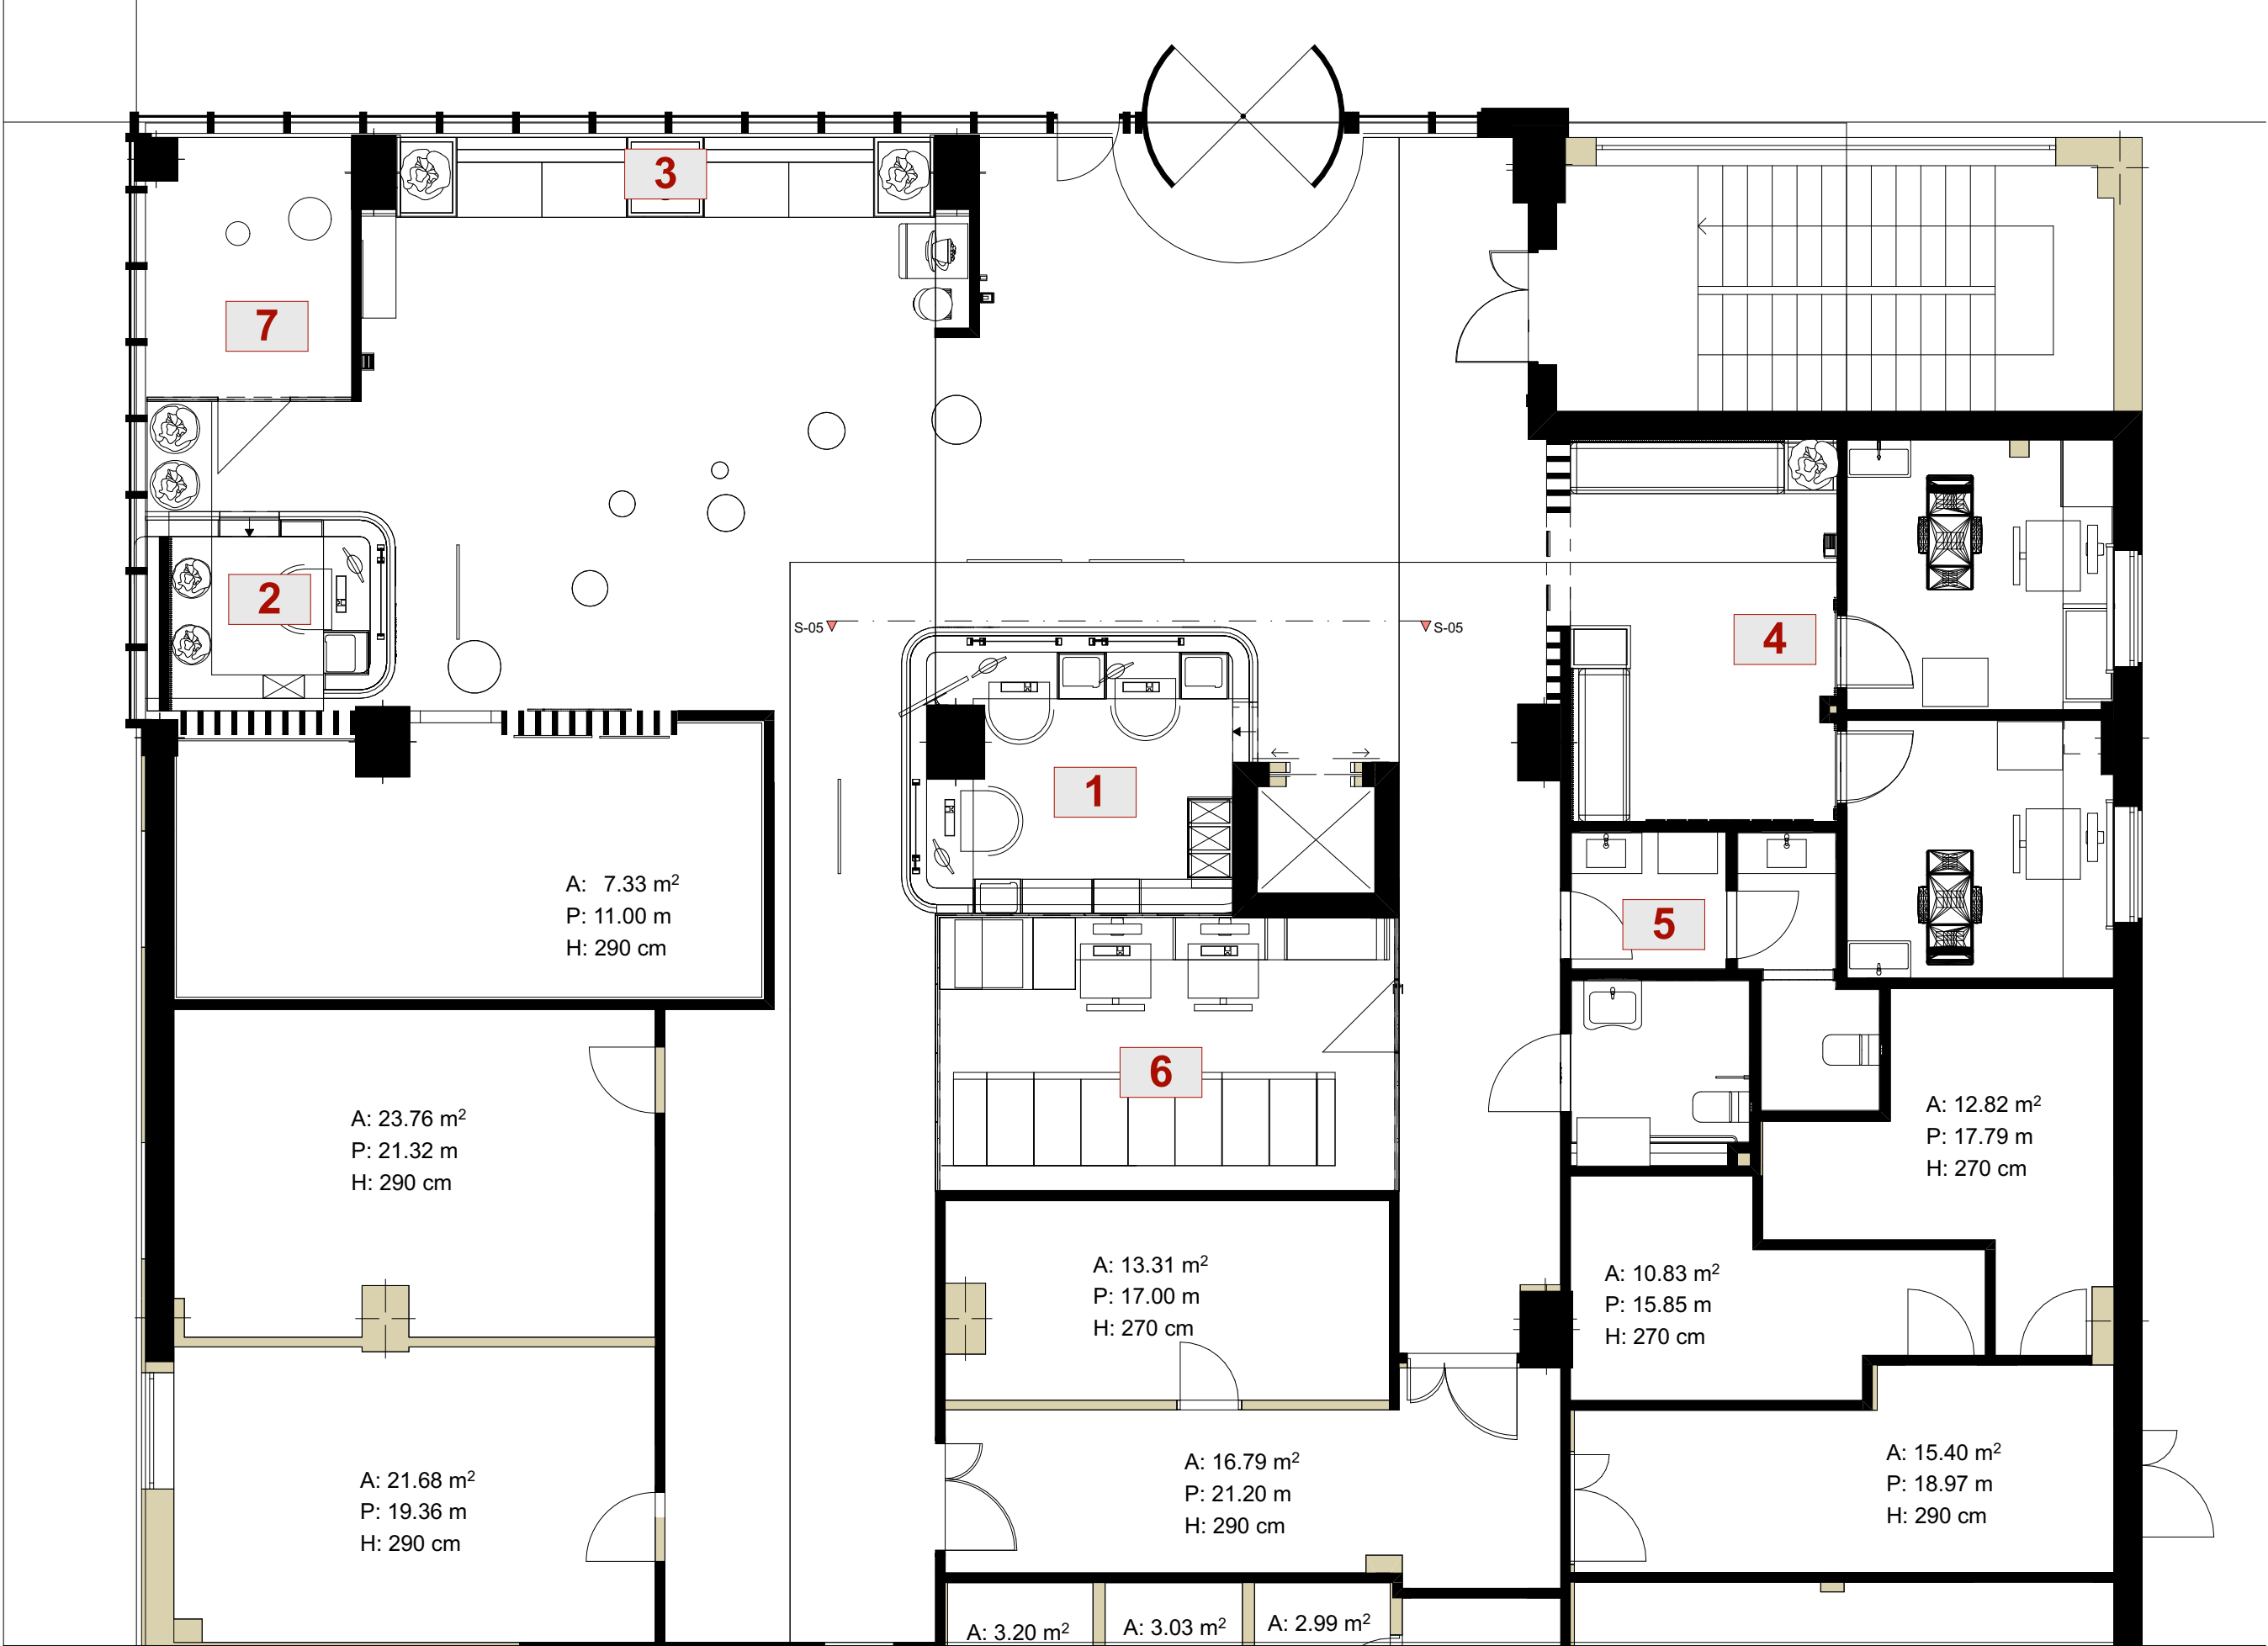 3
7
2
S-05
S-05
4
1
A: 7.33 m²
P: 11.00 m
H: 290 cm
5
6
A: 23.76 m²
P: 21.32 m
H: 290 cm
A: 12.82 m²
P: 17.79 m
H: 270 cm
A: 13.31 m²
P: 17.00 m
H: 270 cm
A: 10.83 m²
P: 15.85 m
H: 270 cm
A: 21.68 m²
P: 19.36 m
H: 290 cm
A: 16.79 m²
P: 21.20 m
H: 290 cm
A: 15.40 m²
P: 18.97 m
H: 290 cm
A: 3.20 m²
A: 3.03 m²
A: 2.99 m²